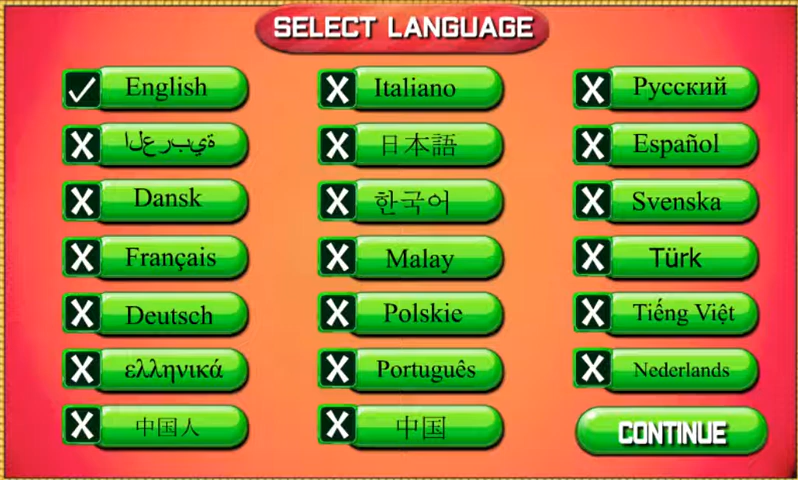 SELECT LANGUAGE
English
Italiano
Русский
العربية
日本語
Español
Dansk
한국어
Svenska
Français
Malay
Türk
Deutsch
Polskie
Tiếng Việt
ελληνικά
Português
Nederlands
中国人
中国
CONTINUE